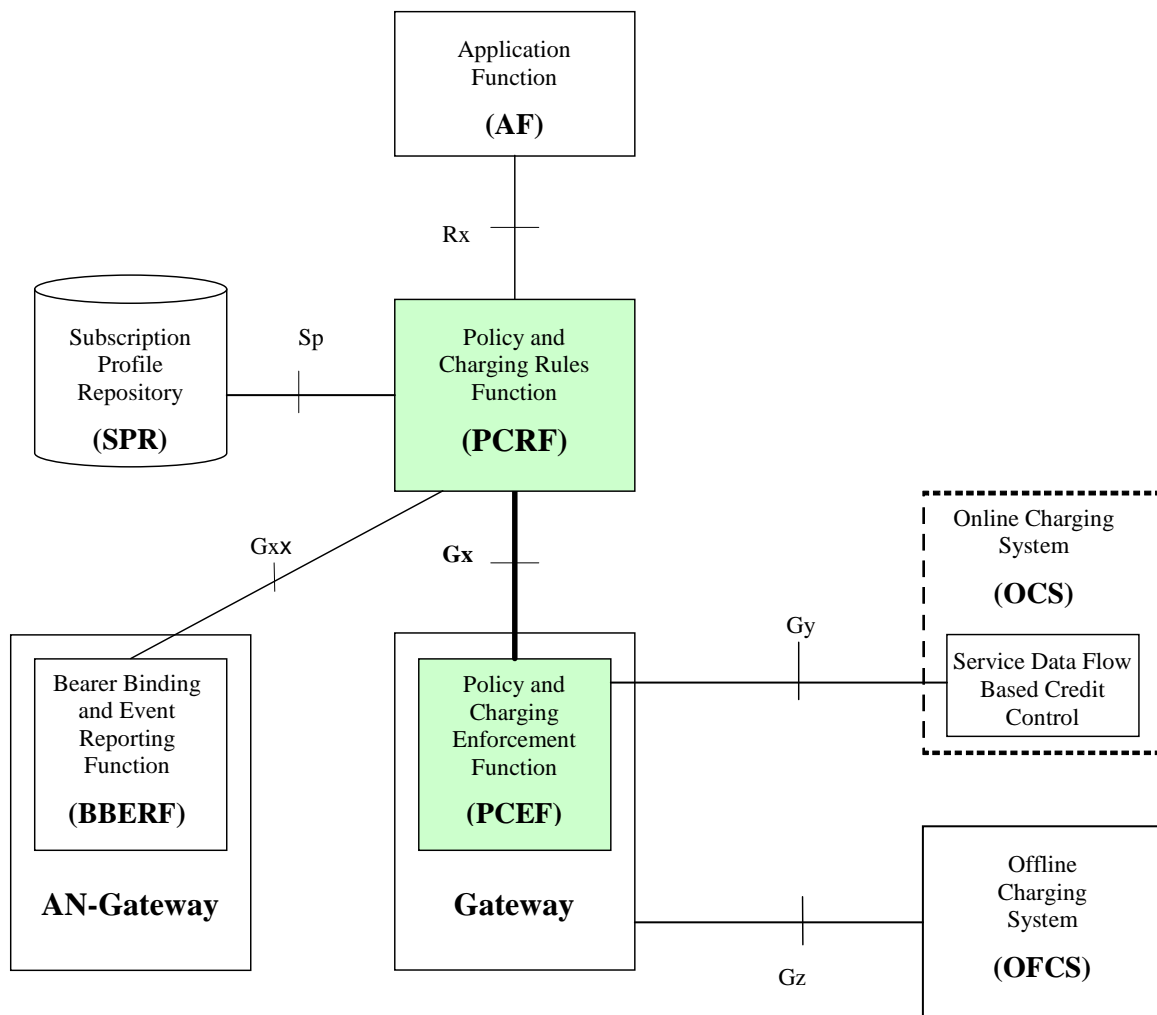 Application
Function
(AF)
Rx
Subscription
Profile
Repository
(SPR)
Sp
Policy and
Charging Rules
Function
(PCRF)
Gxx
Gx
Online Charging
System
(OCS)
Service Data Flow
Based Credit
Control
Gy
Bearer Binding
and Event
Reporting
Function
(BBERF)
AN-Gateway
Policy and
Charging
Enforcement
Function
(PCEF)
Gateway
Gz
Offline
Charging
System
(OFCS)